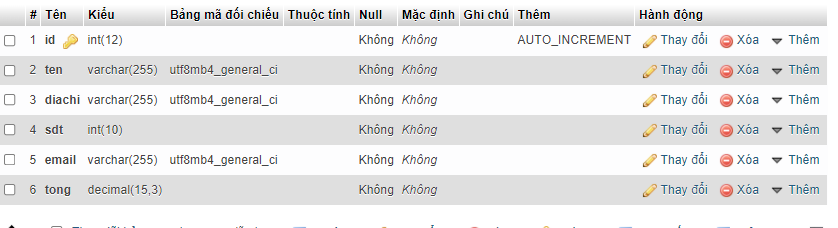 # Tên Kiểu Bảng mã đối chiếu Thuộc tính Null Mặc định Ghi chú Thêm Hành động
1 id int(12) Không Không AUTO_INCREMENT Thay đổi Xóa Thêm
2 ten varchar(255) utf8mb4_general_ci Không Không Thay đổi Xóa Thêm
3 diachi varchar(255) utf8mb4_general_ci Không Không Thay đổi Xóa Thêm
4 sdt int(10) Không Không Thay đổi Xóa Thêm
5 email varchar(255) utf8mb4_general_ci Không Không Thay đổi Xóa Thêm
6 tong decimal(15,3) Không Không Thay đổi Xóa Thêm